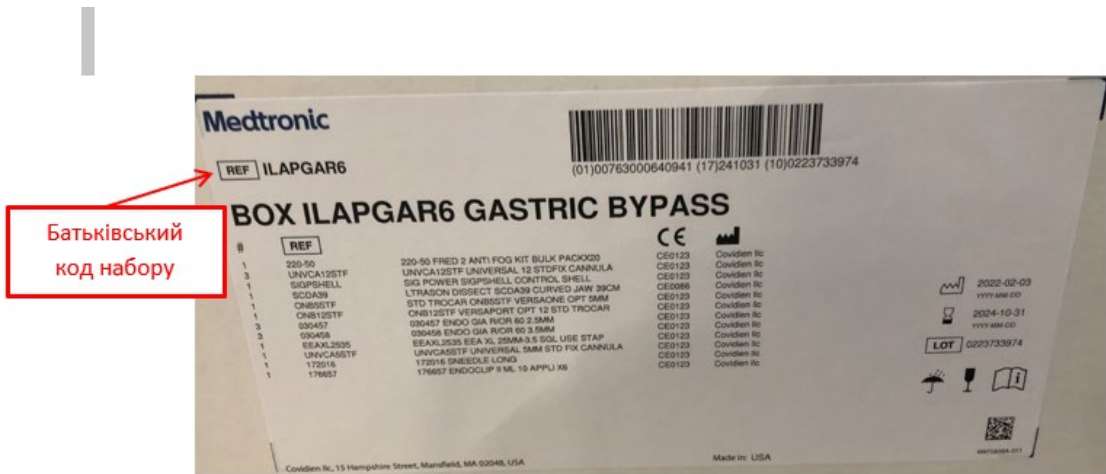 Medtronic
REF ILAPGAR6
(01)00763000640941 (17)241031 (10)0223733974
Батьківський
код набору
BOX ILAPGAR6 GASTRIC BYPASS
# REF CE
1 220-50 220-50 FRED 2 ANTI FOG KIT BULK PACKX20 CE0123 Covidien llc
3 UNVCA12STF UNVCA12STF UNIVERSAL 12 STDFIX CANNULA CE0123 Covidien llc
1 SIGPSHELL SIG POWER SIGPSHELL CONTROL SHELL CE0123 Covidien llc
1 SCDA39 LTRASON DISSECT SCDA39 CURVED JAW 39CM CE0086 Covidien llc
1 ONB5STF STD TROCAR ONB5STF VERSAONE OPT 5MM CE0123 Covidien llc
1 ONB12STF ONB12STF VERSAPORT OPT 12 STD TROCAR CE0123 Covidien llc
3 030457 030457 ENDO GIA R/OR 60 2.5MM CE0123 Covidien llc
3 030458 030458 ENDO GIA R/OR 60 3.5MM CE0123 Covidien llc
1 EEAXL2535 EEAXL2535 EEA XL 25MM-3.5 SGL USE STAP CE0123 Covidien llc
1 UNVCA5STF UNVCA5STF UNIVERSAL 5MM STD FIX CANNULA CE0123 Covidien llc
1 172016 172016 SNEEDLE LONG CE0123 Covidien llc
1 176657 176657 ENDOCLIP II ML 10 APPLI X6 CE0123 Covidien llc
2022-02-03
YYYY-MM-DD
2024-10-31
YYYY-MM-DD
LOT 0223733974
Covidien llc, 15 Hampshire Street, Mansfield, MA 02048, USA
Made in: USA